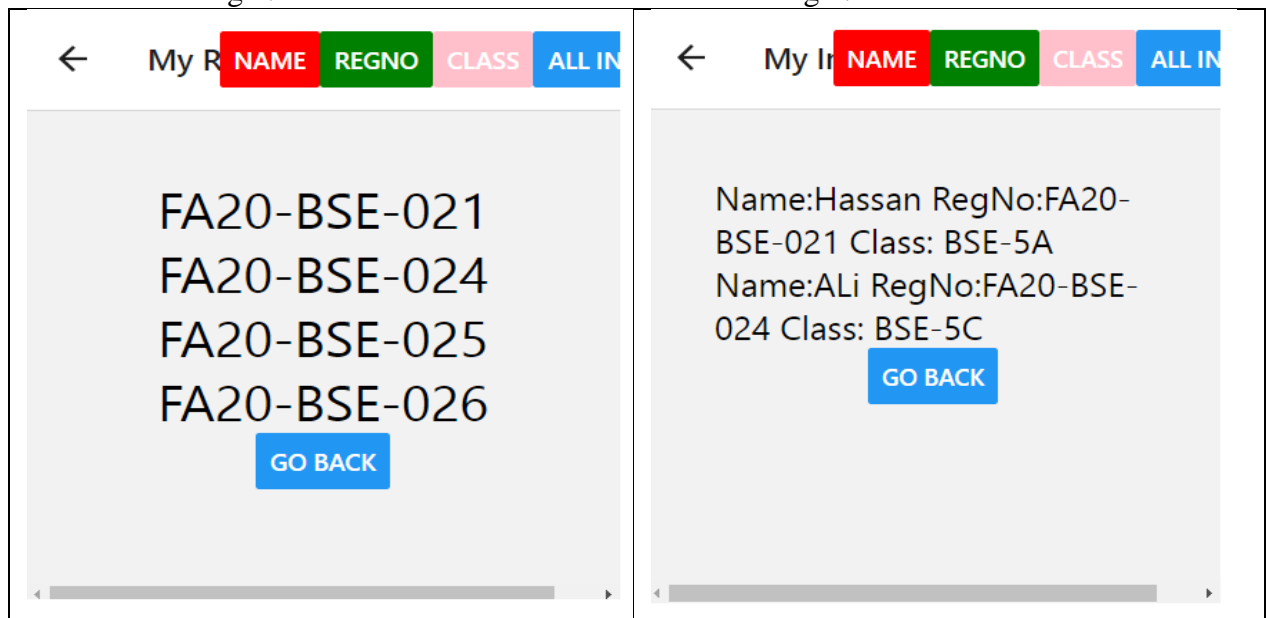 My R NAME REGNO CLASS ALL IN
FA20-BSE-021
FA20-BSE-024
FA20-BSE-025
FA20-BSE-026
GO BACK
My In NAME REGNO CLASS ALL IN
Name:Hassan RegNo:FA20-
BSE-021 Class: BSE-5A
Name:ALi RegNo:FA20-BSE-
024 Class: BSE-5C
GO BACK